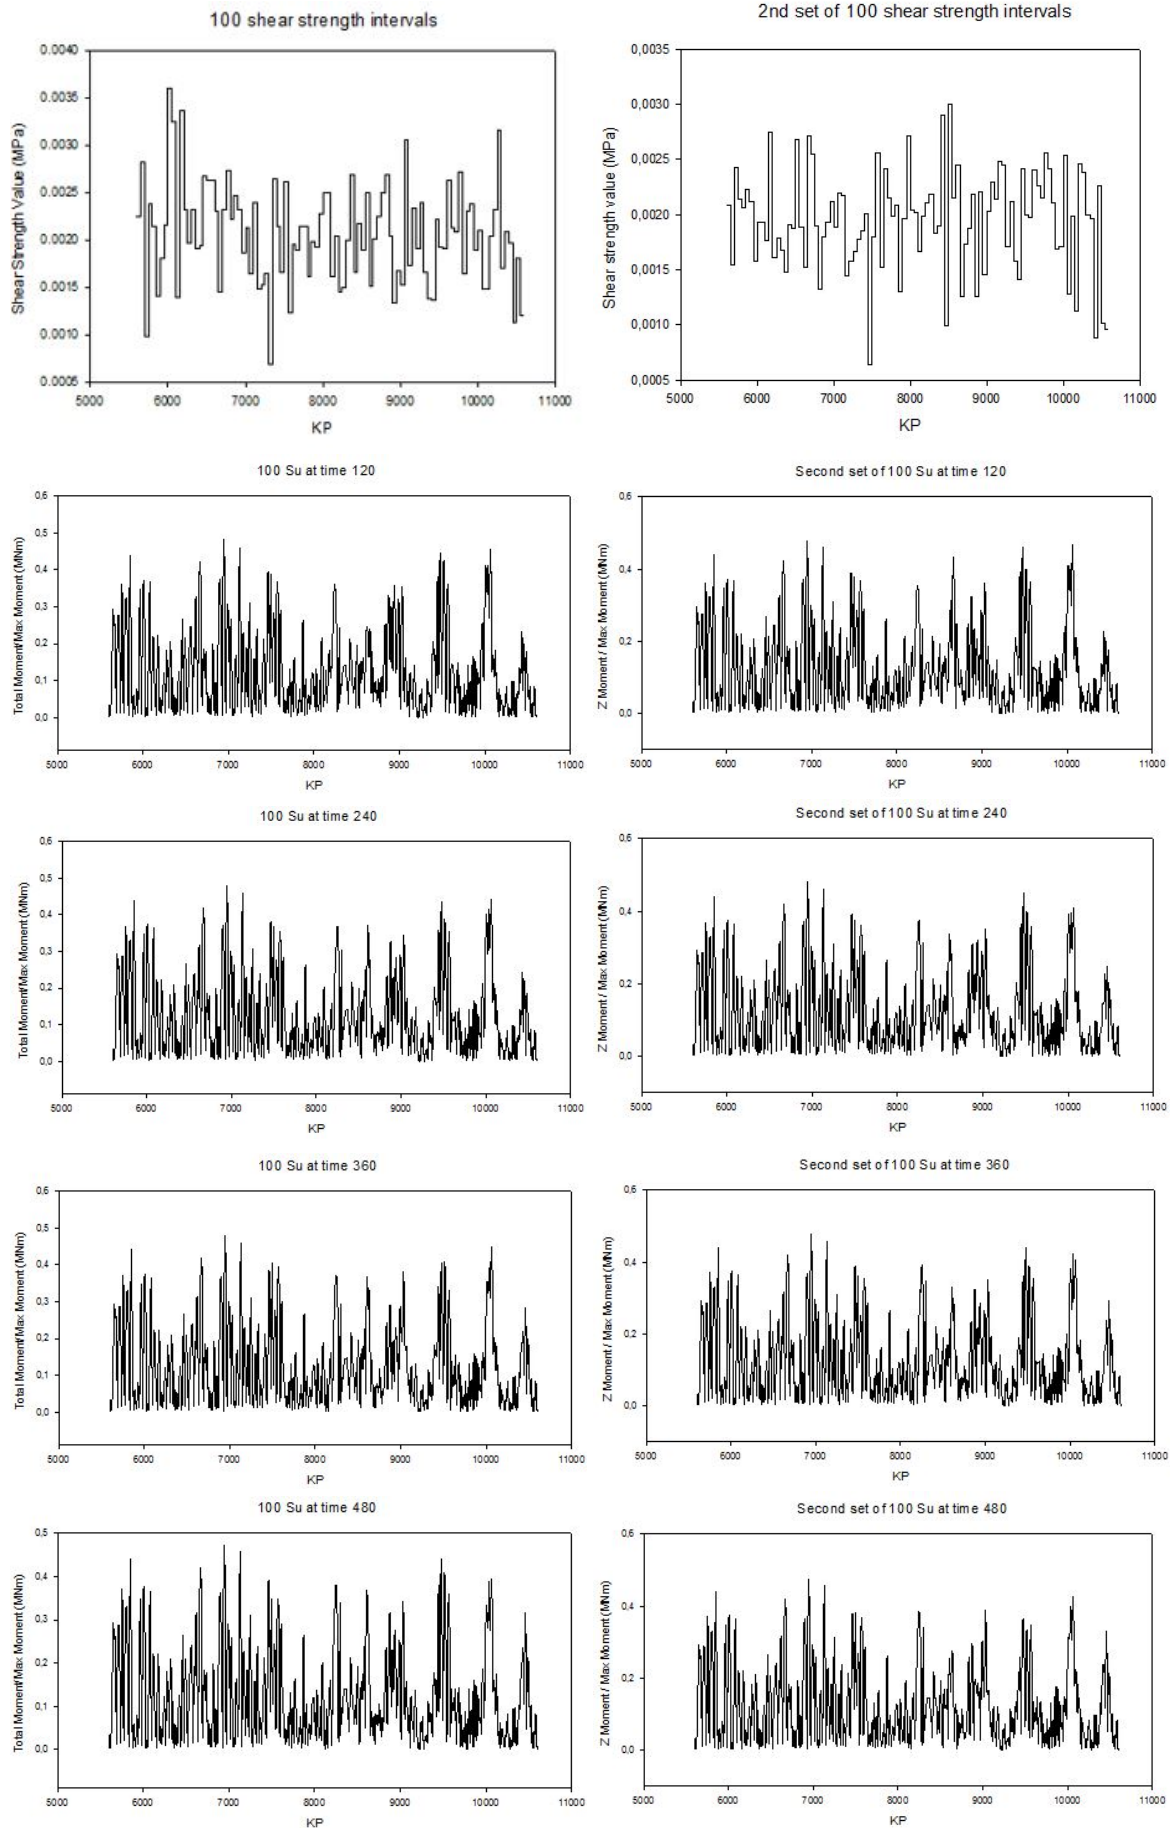 100 shear strength intervals
Shear Strength Value (MPa)
0.0040
0.0035
0.0030
0.0025
0.0020
0.0015
0.0010
0.0005
5000 6000 7000 8000 9000 10000 11000
KP
2nd set of 100 shear strength intervals
Shear strength value (MPa)
0,0035
0,0030
0,0025
0,0020
0,0015
0,0010
0,0005
5000 6000 7000 8000 9000 10000 11000
KP
100 Su at time 120
Total Moment/Max Moment (MNm)
0,6
0,5
0,4
0,3
0,2
0,1
0,0
5000 6000 7000 8000 9000 10000 11000
KP
Second set of 100 Su at time 120
Z Moment / Max Moment (MNm)
0,6
0,4
0,2
0,0
5000 6000 7000 8000 9000 10000 11000
KP
100 Su at time 240
Total Moment/Max Moment (MNm)
0,6
0,5
0,4
0,3
0,2
0,1
0,0
5000 6000 7000 8000 9000 10000 11000
KP
Second set of 100 Su at time 240
Z Moment / Max Moment (MNm)
0,6
0,4
0,2
0,0
5000 6000 7000 8000 9000 10000 11000
KP
100 Su at time 360
Total Moment/Max Moment (MNm)
0,6
0,5
0,4
0,3
0,2
0,1
0,0
5000 6000 7000 8000 9000 10000 11000
KP
Second set of 100 Su at time 360
Z Moment / Max Moment (MNm)
0,6
0,4
0,2
0,0
5000 6000 7000 8000 9000 10000 11000
KP
100 Su at time 480
Total Moment/Max Moment (MNm)
0,5
0,4
0,3
0,2
0,1
0,0
5000 6000 7000 8000 9000 10000 11000
KP
Second set of 100 Su at time 480
Z Moment / Max Moment (MNm)
0,6
0,4
0,2
0,0
5000 6000 7000 8000 9000 10000 11000
KP